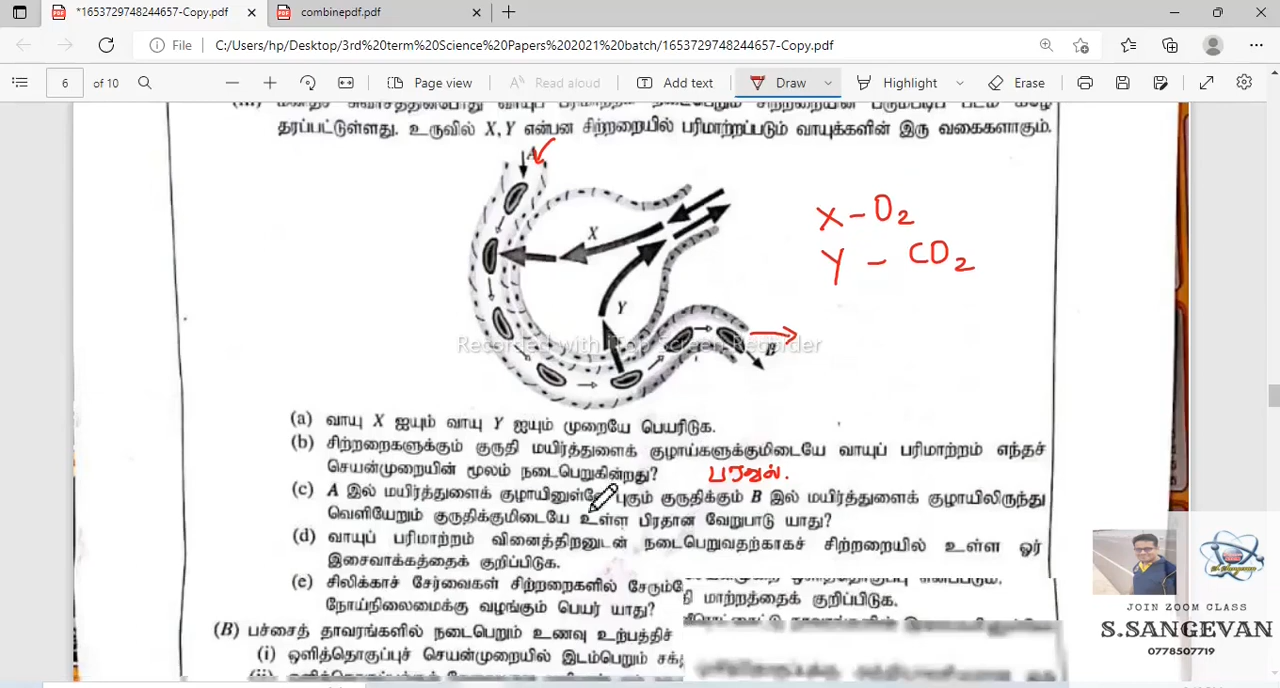 *1653729748244657-Copy.pdf
combinepdf.pdf
File C:/Users/hp/Desktop/3rd%20term%20Science%20Papers%202021%20batch/1653729748244657-Copy.pdf
6 of 10
Page view
Read aloud
Add text
Draw
Highlight
Erase
தரப்பட்டுள்ளது. உருவில் X, Y என்பன சிற்றறையில் பரிமாற்றப்படும் வாயுக்களின் இரு வகைகளாகும்.
A
X
Y
B
X - O2
Y - CO2
Recorded with iTop Screen Recorder
(a) வாயு X ஐயும் வாயு Y ஐயும் முறையே பெயரிடுக.
(b) சிற்றறைகளுக்கும் குருதி மயிர்த்துளைக் குழாய்களுக்குமிடையே வாயுப் பரிமாற்றம் எந்தச்
செயன்முறையின் மூலம் நடைபெறுகின்றது? பரவல்.
(c) A இல் மயிர்த்துளைக் குழாயினுள்ளே புகும் குருதிக்கும் B இல் மயிர்த்துளைக் குழாயிலிருந்து
வெளியேறும் குருதிக்குமிடையே உள்ள பிரதான வேறுபாடு யாது?
(d) வாயுப் பரிமாற்றம் வினைத்திறனுடன் நடைபெறுவதற்காகச் சிற்றறையில் உள்ள ஓர்
இசைவாக்கத்தைக் குறிப்பிடுக.
(e) சிலிக்காச் சேர்வைகள் சிற்றறைகளில்
நோய்நிலைமைக்கு வழங்கும் பெயர் யாது? மாற்றத்தைக் குறிப்பிடுக.
(B) பச்சைத் தாவரங்களில் நடைபெறும் உணவு உற்பத்திச்
(i) ஒளித்தொகுப்புச் செயன்முறையில் இடம்பெறும்
JOIN ZOOM CLASS
S.SANGEVAN
0778507719